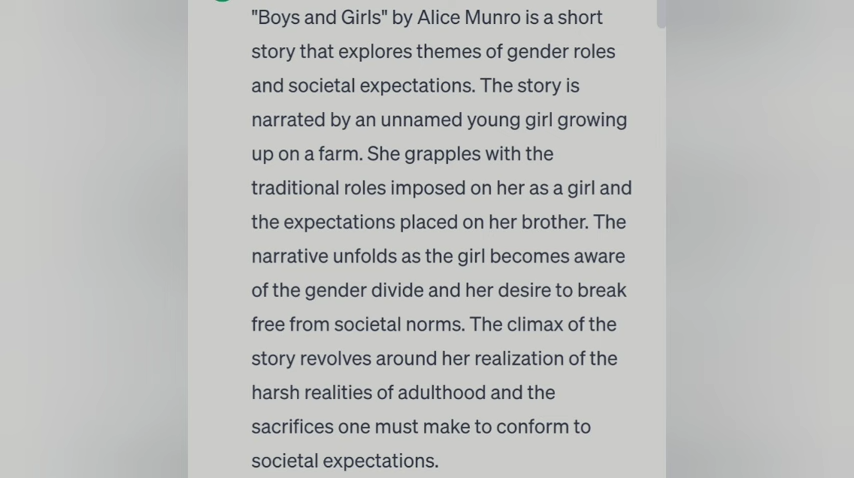 "Boys and Girls" by Alice Munro is a short
story that explores themes of gender roles
and societal expectations. The story is
narrated by an unnamed young girl growing
up on a farm. She grapples with the
traditional roles imposed on her as a girl and
the expectations placed on her brother. The
narrative unfolds as the girl becomes aware
of the gender divide and her desire to break
free from societal norms. The climax of the
story revolves around her realization of the
harsh realities of adulthood and the
sacrifices one must make to conform to
societal expectations.